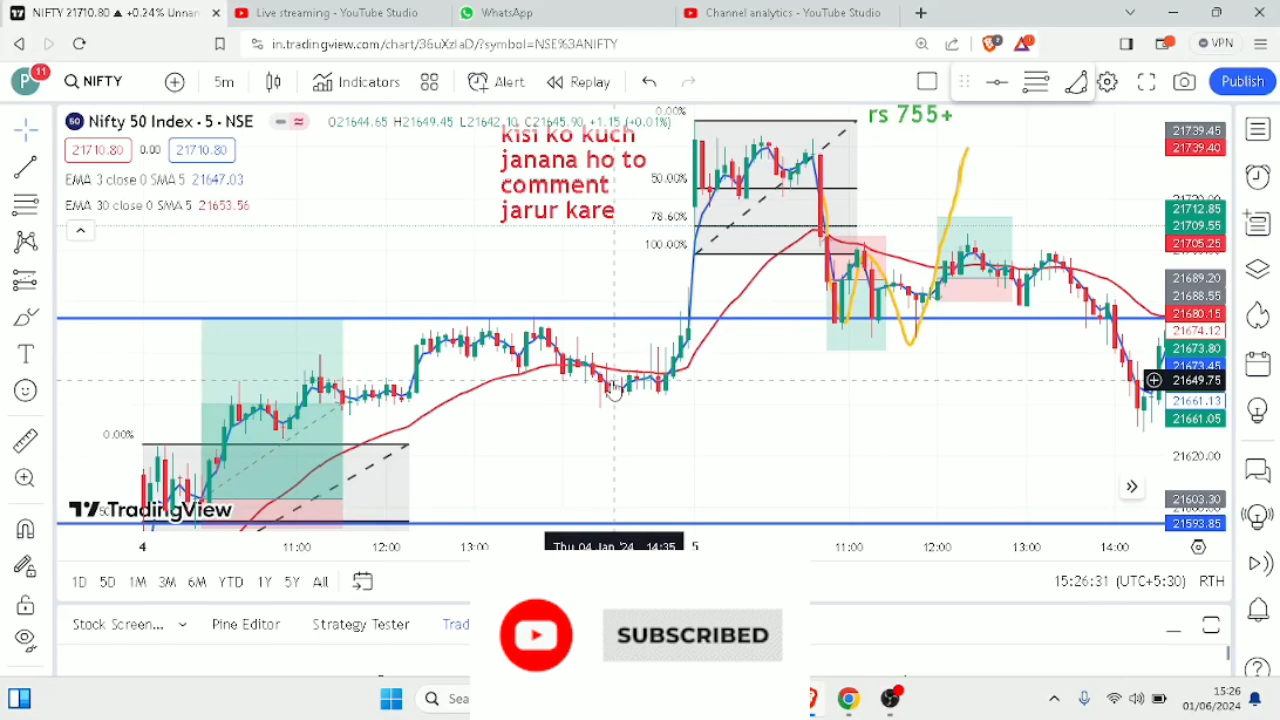 NIFTY 21710.80 ▲ +0.24% Unnan
Live streaming - YouTube Studio
WhatsApp
Channel analytics - YouTube Studio
in.tradingview.com/chart/36uXzIaD/?symbol=NSE%3ANIFTY
VPN
P
11
NIFTY
5m
Indicators
Alert
Replay
Publish
Nifty 50 Index · 5 · NSE
O21644.65 H21649.45 L21642.10 C21645.90 +1.15 (+0.01%)
21710.80 0.00 21710.80
EMA 3 close 0 SMA 5 21647.03
EMA 30 close 0 SMA 5 21653.56
kisi ko kuch
janana ho to
comment
jarur kare
rs 755+
0.00%
50.00%
78.60%
100.00%
0.00%
21739.45
21739.40
21712.85
21709.55
21705.25
21689.20
21688.55
21680.15
21674.12
21673.80
21673.45
21649.75
21661.13
21661.05
21620.00
21603.30
21593.85
TradingView
4 11:00 12:00 13:00 Thu 04 Jan '24 14:35 5 11:00 12:00 13:00 14:00
1D 5D 1M 3M 6M YTD 1Y 5Y All
15:26:31 (UTC+5:30) RTH
Stock Screen... Pine Editor Strategy Tester Trad
SUBSCRIBED
Sea
15:26
01/06/2024